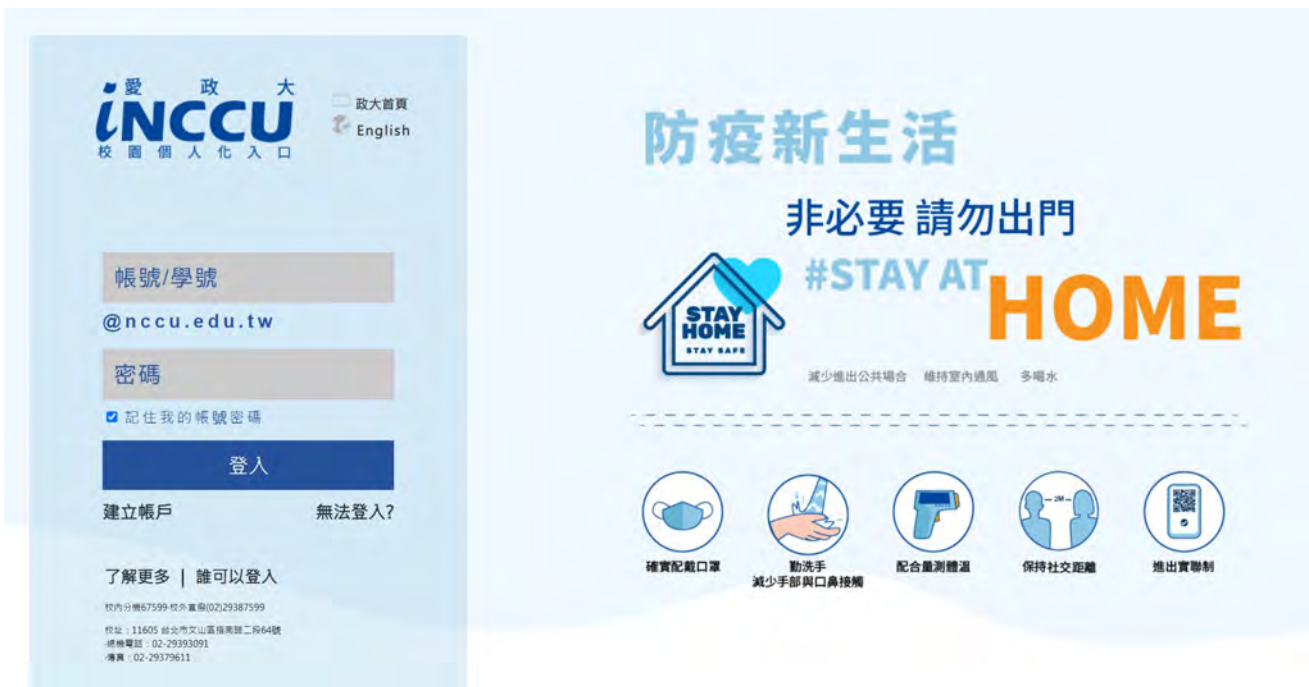 愛政大
iNCCU
校園個人化入口
政大首頁
English
帳號/學號
@nccu.edu.tw
密碼
記住我的帳號密碼
登入
建立帳戶
無法登入?
了解更多 | 誰可以登入
校內分機67599-校外直撥(02)29387599
校址：11605 台北市文山區指南路二段64號
-總機電話：02-29393091
-傳真：02-29379611
防疫新生活
非必要 請勿出門
#STAY AT HOME
STAY
HOME
STAY SAFE
減少進出公共場合 維持室內通風 多喝水
2M
確實配戴口罩
勤洗手
減少手部與口鼻接觸
配合量測體溫
保持社交距離
進出實聯制